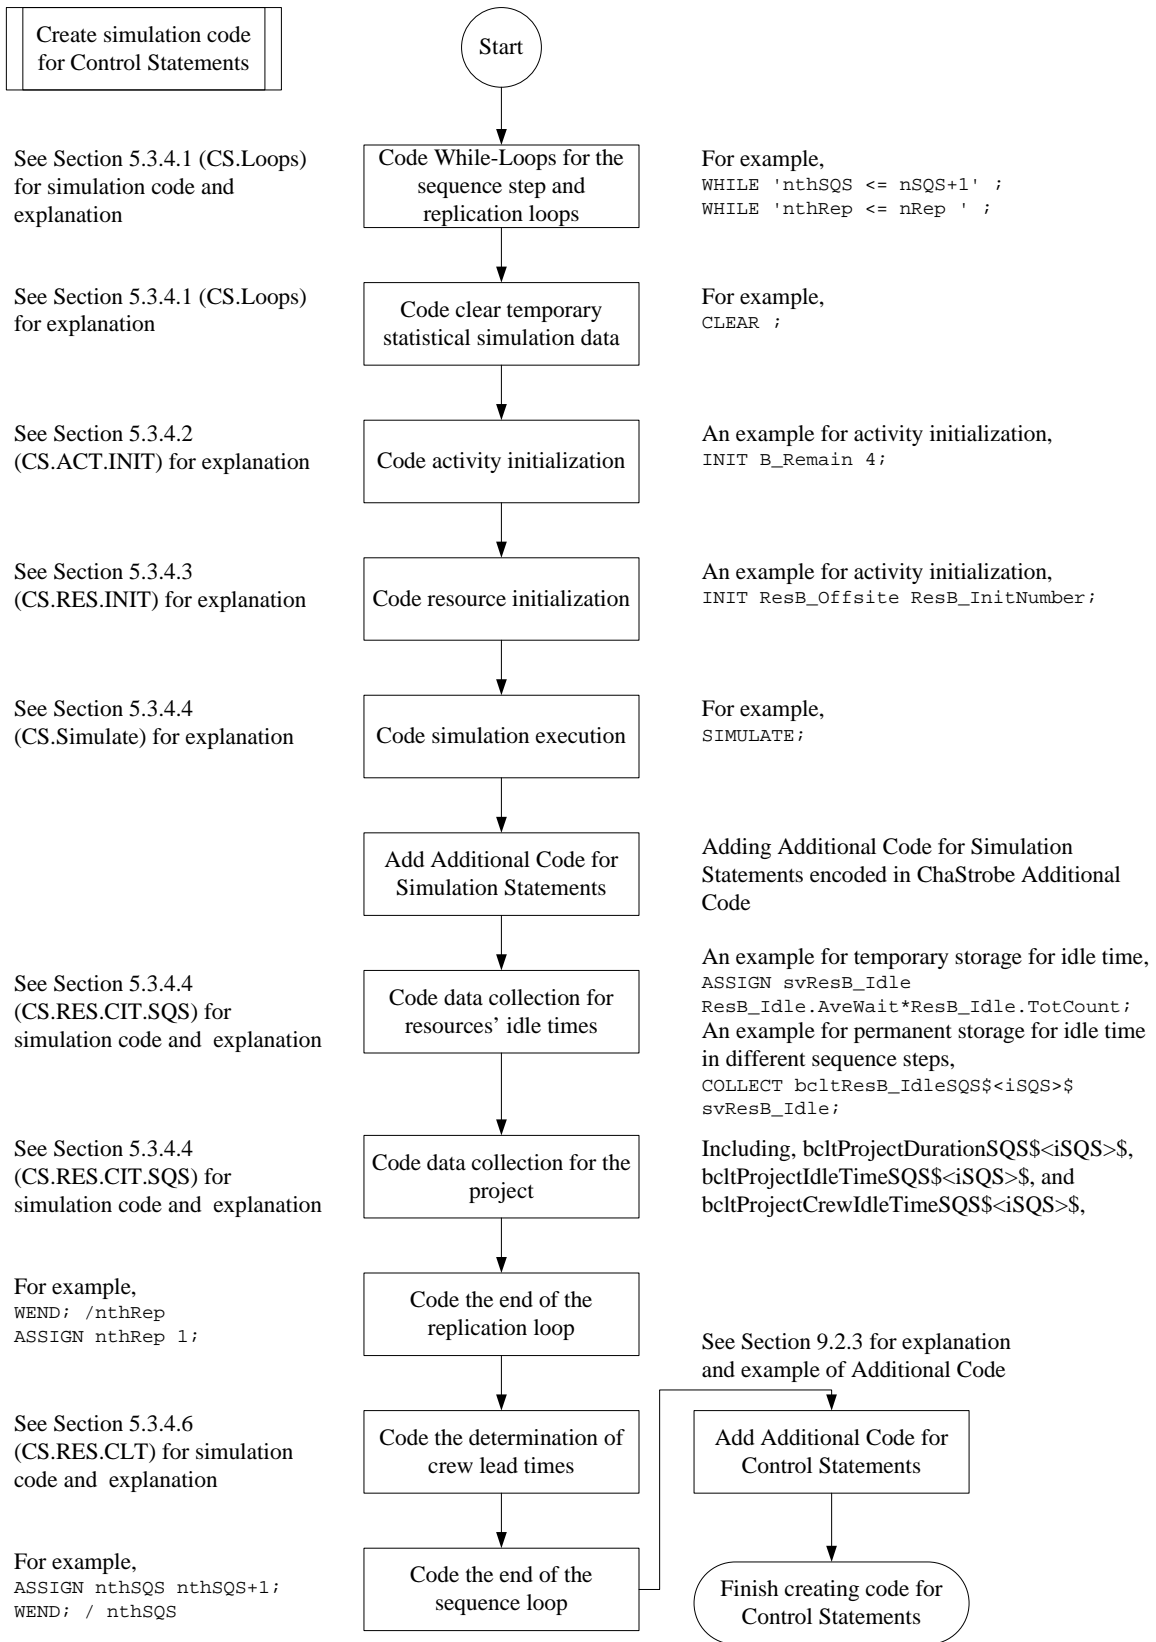 Create simulation code
for Control Statements
Start
See Section 5.3.4.1 (CS.Loops)
for simulation code and
explanation
Code While-Loops for the
sequence step and
replication loops
For example,
WHILE 'nthSQS <= nSQS+1' ;
WHILE 'nthRep <= nRep ' ;
See Section 5.3.4.1 (CS.Loops)
for explanation
Code clear temporary
statistical simulation data
For example,
CLEAR ;
See Section 5.3.4.2
(CS.ACT.INIT) for explanation
Code activity initialization
An example for activity initialization,
INIT B_Remain 4;
See Section 5.3.4.3
(CS.RES.INIT) for explanation
Code resource initialization
An example for activity initialization,
INIT ResB_Offsite ResB_InitNumber;
See Section 5.3.4.4
(CS.Simulate) for explanation
Code simulation execution
For example,
SIMULATE;
Add Additional Code for
Simulation Statements
Adding Additional Code for Simulation
Statements encoded in ChaStrobe Additional
Code
See Section 5.3.4.4
(CS.RES.CIT.SQS) for
simulation code and  explanation
Code data collection for
resources’ idle times
An example for temporary storage for idle time,
ASSIGN svResB_Idle
ResB_Idle.AveWait*ResB_Idle.TotCount;
An example for permanent storage for idle time
in different sequence steps,
COLLECT bcltResB_IdleSQS$<iSQS>$
svResB_Idle;
See Section 5.3.4.4
(CS.RES.CIT.SQS) for
simulation code and  explanation
Code data collection for the
project
Including, bcltProjectDurationSQS$<iSQS>$,
bcltProjectIdleTimeSQS$<iSQS>$, and
bcltProjectCrewIdleTimeSQS$<iSQS>$,
For example,
WEND; /nthRep
ASSIGN nthRep 1;
Code the end of the
replication loop
See Section 9.2.3 for explanation
and example of Additional Code
See Section 5.3.4.6
(CS.RES.CLT) for simulation
code and  explanation
Code the determination of
crew lead times
Add Additional Code for
Control Statements
For example,
ASSIGN nthSQS nthSQS+1;
WEND; / nthSQS
Code the end of the
sequence loop
Finish creating code for
Control Statements